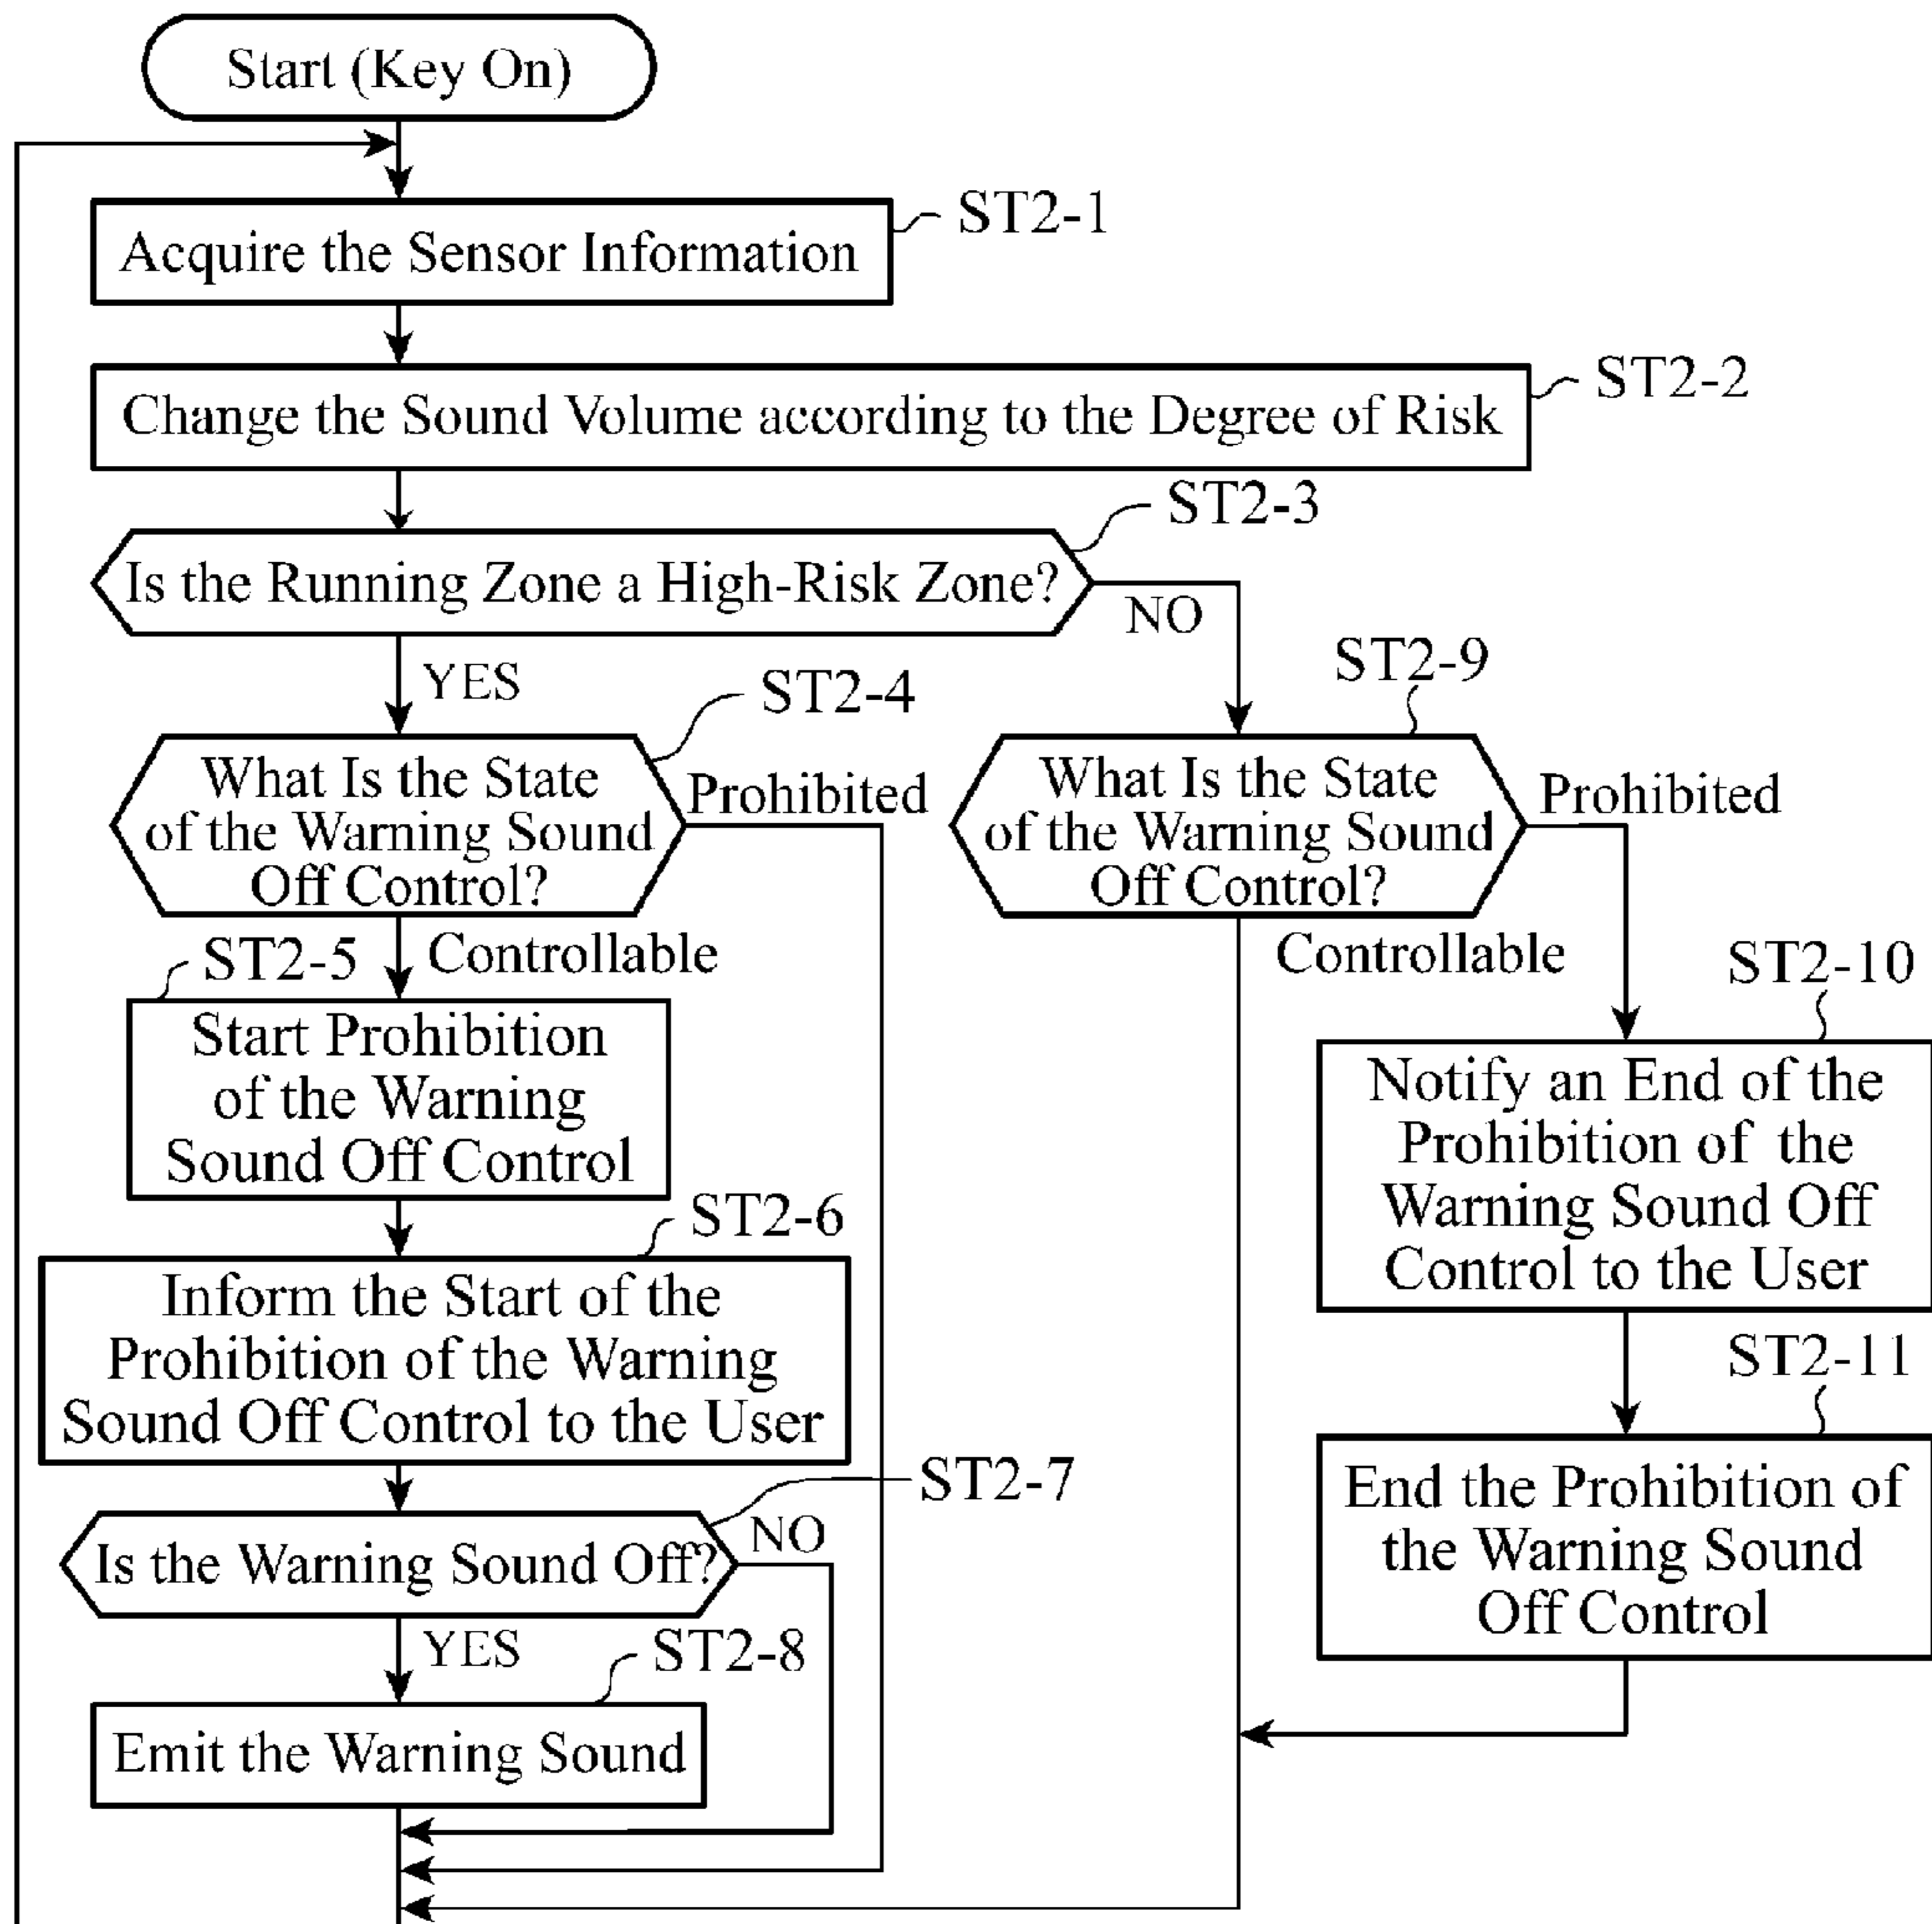 Start (Key On)
ST2-1
Acquire the Sensor Information
ST2-2
Change the Sound Volume according to the Degree of Risk
ST2-3
Is the Running Zone a High-Risk Zone?
NO
YES
ST2-4
What Is the State
of the Warning Sound
Off Control?
Prohibited
Controllable
ST2-5
Start Prohibition
of the Warning
Sound Off Control
ST2-6
Inform the Start of the
Prohibition of the Warning
Sound Off Control to the User
ST2-7
Is the Warning Sound Off?
NO
YES
ST2-8
Emit the Warning Sound
ST2-9
What Is the State
of the Warning Sound
Off Control?
Prohibited
Controllable
ST2-10
Notify an End of the
Prohibition of the
Warning Sound Off
Control to the User
ST2-11
End the Prohibition of
the Warning Sound
Off Control